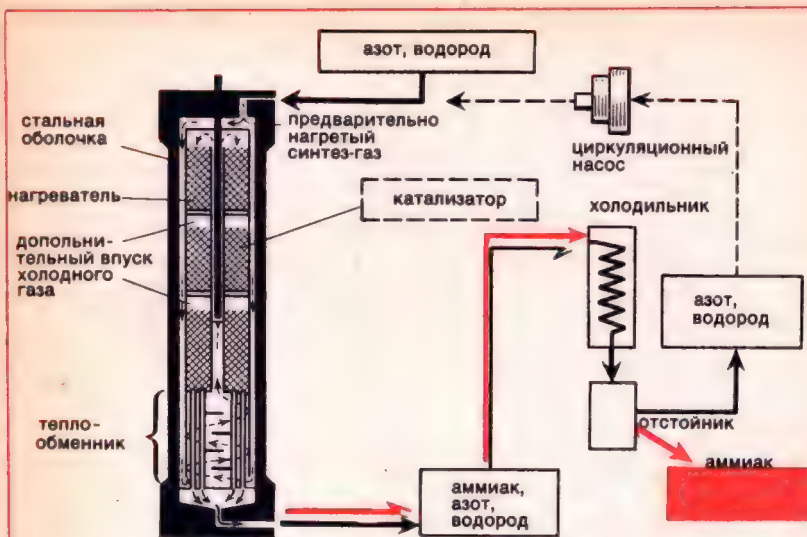 азот, водород
стальная
оболочка
предварительно
нагретый
синтез-газ
циркуляционный
насос
нагреватель
катализатор
холодильник
дополни-
тельный впуск
холодного
газа
азот,
водород
тепло-
обменник
отстойник
аммиак
аммиак,
азот,
водород